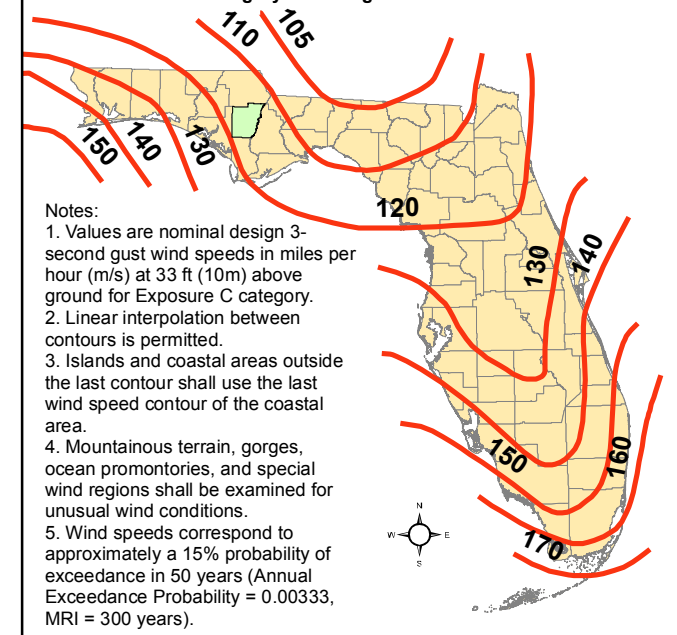 110
105
150
140
130
120
130
140
Notes:
1. Values are nominal design 3-
second gust wind speeds in miles per
hour (m/s) at 33 ft (10m) above
ground for Exposure C category.
2. Linear interpolation between
contours is permitted.
3. Islands and coastal areas outside
the last contour shall use the last
wind speed contour of the coastal
area.
4. Mountainous terrain, gorges,
ocean promontories, and special
wind regions shall be examined for
unusual wind conditions.
5. Wind speeds correspond to
approximately a 15% probability of
exceedance in 50 years (Annual
Exceedance Probability = 0.00333,
MRI = 300 years).
150
160
170
N
W E
S